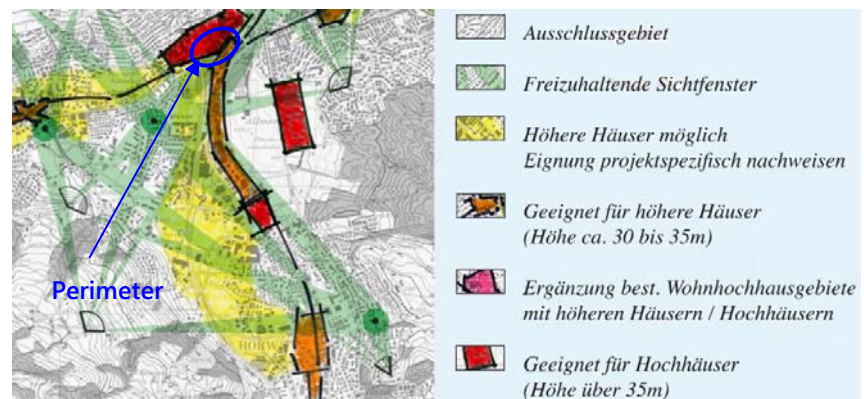 Perimeter
HORW
Ausschlussgebiet
Freizuhaltende Sichtfenster
Höhere Häuser möglich
Eignung projektspezifisch nachweisen
Geeignet für höhere Häuser
(Höhe ca. 30 bis 35m)
Ergänzung best. Wohnhochhausgebiete
mit höheren Häusern / Hochhäusern
Geeignet für Hochhäuser
(Höhe über 35m)